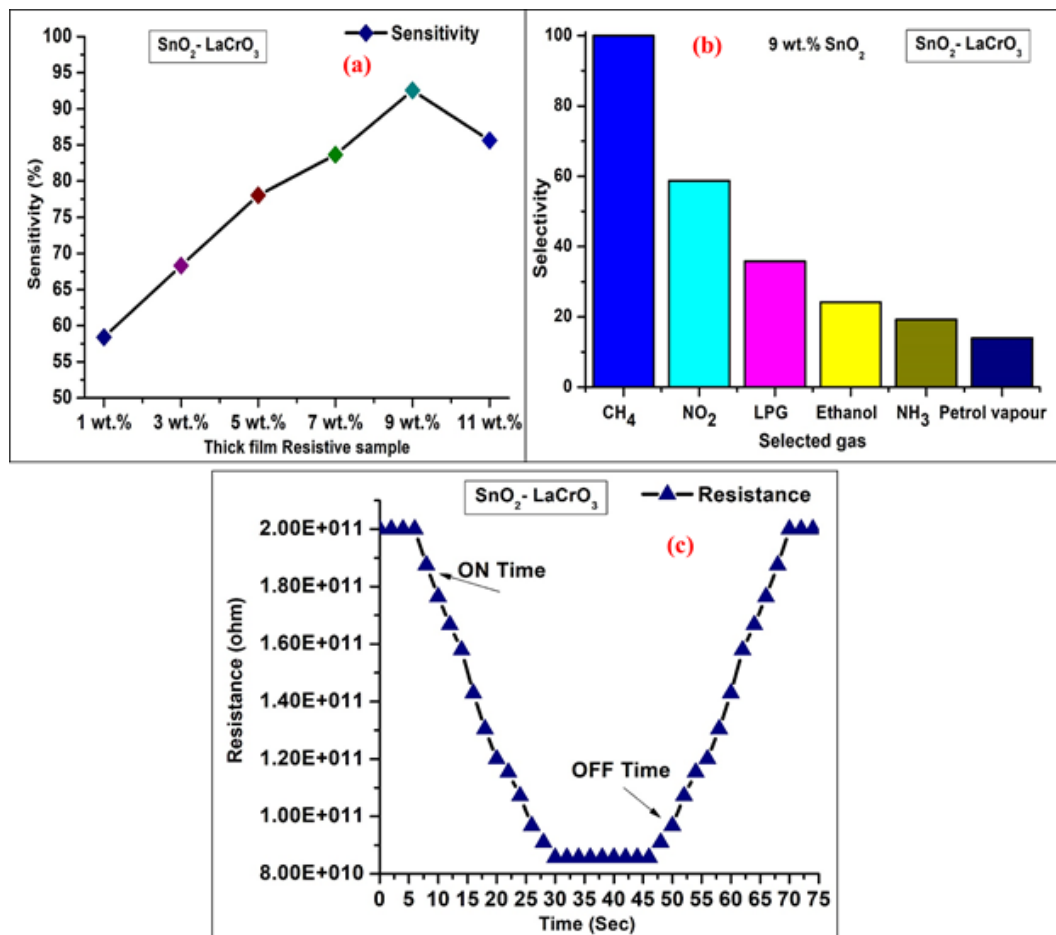 SnO2- LaCrO3
Sensitivity
(a)
Sensitivity (%)
100
95
90
85
80
75
70
65
60
55
50
1 wt.% 3 wt.% 5 wt.% 7 wt.% 9 wt.% 11 wt.%
Thick film Resistive sample
(b)
9 wt.% SnO2
SnO2- LaCrO3
Selectivity
100
80
60
40
20
0
CH4 NO2 LPG Ethanol NH3 Petrol vapour
Selected gas
SnO2- LaCrO3
Resistance
(c)
ON Time
OFF Time
Resistance (ohm)
2.00E+011
1.80E+011
1.60E+011
1.40E+011
1.20E+011
1.00E+011
8.00E+010
0 5 10 15 20 25 30 35 40 45 50 55 60 65 70 75
Time (Sec)